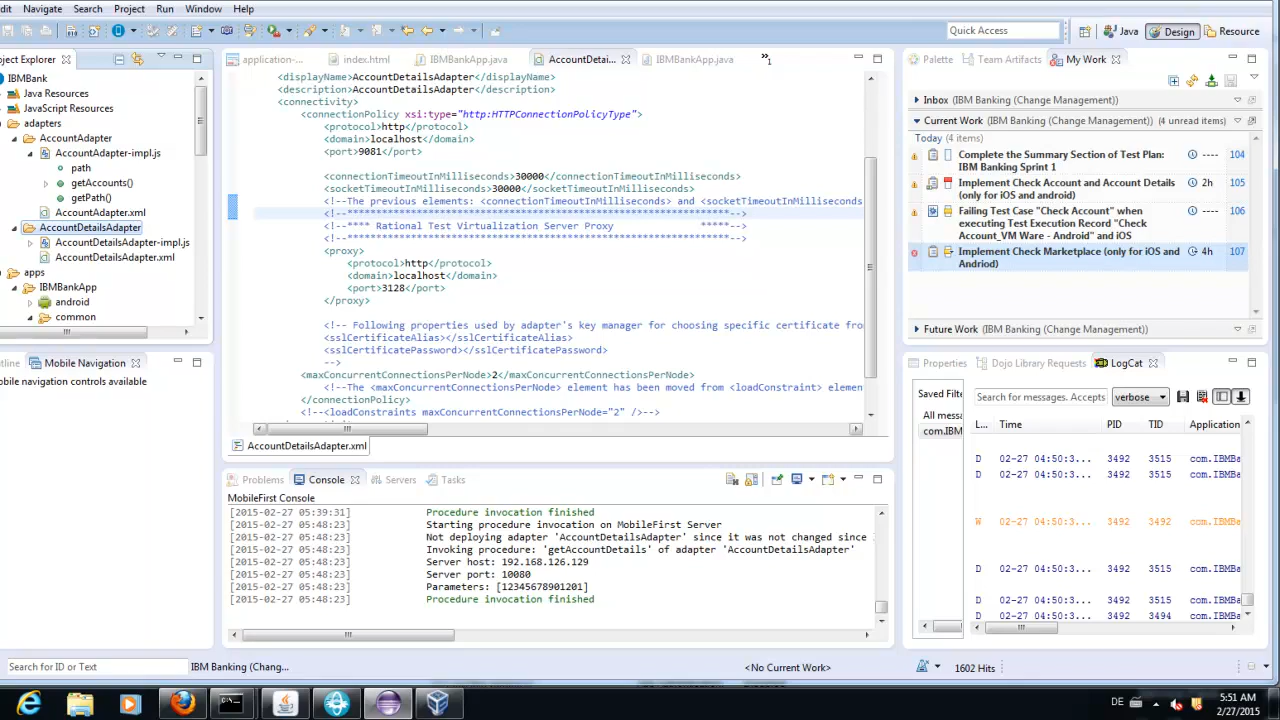 dit Navigate Search Project Run Window Help
Quick Access
Java
Design
Resource
oject Explorer
application-...
index.html
IBMBankApp.xml
AccountDetai...
IBMBankApp.java
1
Palette
Team Artifacts
My Work
IBMBank
Java Resources
JavaScript Resources
adapters
AccountAdapter
AccountAdapter-impl.js
path
getAccounts()
getPath()
AccountAdapter.xml
AccountDetailsAdapter
AccountDetailsAdapter-impl.js
AccountDetailsAdapter.xml
apps
IBMBankApp
android
common
<displayName>AccountDetailsAdapter</displayName>
<description>AccountDetailsAdapter</description>
<connectivity>
<connectionPolicy xsi:type="http:HTTPConnectionPolicyType">
<protocol>http</protocol>
<domain>localhost</domain>
<port>9081</port>
<connectionTimeoutInMilliseconds>30000</connectionTimeoutInMilliseconds>
<socketTimeoutInMilliseconds>30000</socketTimeoutInMilliseconds>
<!--The previous elements: <connectionTimeoutInMilliseconds> and <socketTimeoutInMilliseconds
<!--*********************************************************-->
<!--**** Rational Test Virtualization Server Proxy *****-->
<!--*********************************************************-->
<proxy>
<protocol>http</protocol>
<domain>localhost</domain>
<port>3128</port>
</proxy>
<!-- Following properties used by adapter's key manager for choosing specific certificate fro
<sslCertificateAlias></sslCertificateAlias>
<sslCertificatePassword></sslCertificatePassword>
-->
<maxConcurrentConnectionsPerNode>2</maxConcurrentConnectionsPerNode>
<!--The <maxConcurrentConnectionsPerNode> element has been moved from <loadConstraint> elemen
</connectionPolicy>
<!--<loadConstraints maxConcurrentConnectionsPerNode="2" />-->
AccountDetailsAdapter.xml
Inbox (IBM Banking (Change Management))
Current Work (IBM Banking (Change Management)) (4 unread items)
Today (4 items)
Complete the Summary Section of Test Plan: ---- 104
IBM Banking Sprint 1
Implement Check Account and Account Details 2h 105
(only for iOS and android)
Failing Test Case "Check Account" when ---- 106
executing Test Execution Record "Check
Account_VM Ware - Android" and iOS
Implement Check Marketplace (only for iOS and 4h 107
Andriod)
Future Work (IBM Banking (Change Management))
utline
Mobile Navigation
obile navigation controls available
Problems
Console
Servers
Tasks
MobileFirst Console
[2015-02-27 05:39:31] Procedure invocation finished
[2015-02-27 05:48:23] Starting procedure invocation on MobileFirst Server
[2015-02-27 05:48:23] Not deploying adapter 'AccountDetailsAdapter' since it was not changed since
[2015-02-27 05:48:23] Invoking procedure: 'getAccountDetails' of adapter 'AccountDetailsAdapter'
[2015-02-27 05:48:23] Server host: 192.168.126.129
[2015-02-27 05:48:23] Server port: 10080
[2015-02-27 05:48:23] Parameters: [12345678901201]
[2015-02-27 05:48:23] Procedure invocation finished
Properties
Dojo Library Requests
LogCat
Saved Filte
All messa
com.IBM
Search for messages. Accepts
verbose
L... Time PID TID Application
D 02-27 04:50:3... 3492 3515 com.IBMBa
D 02-27 04:50:3... 3492 3515 com.IBMBa
W 02-27 04:50:3... 3492 3515 com.IBMBa
D 02-27 04:50:3... 3492 3515 com.IBMBa
D 02-27 04:50:3... 3492 3515 com.IBMBa
D 02-27 04:50:3... 3492 3494 com.IBMBa
Search for ID or Text
IBM Banking (Chang...
<No Current Work>
1602 Hits
DE
5:51 AM
2/27/2015